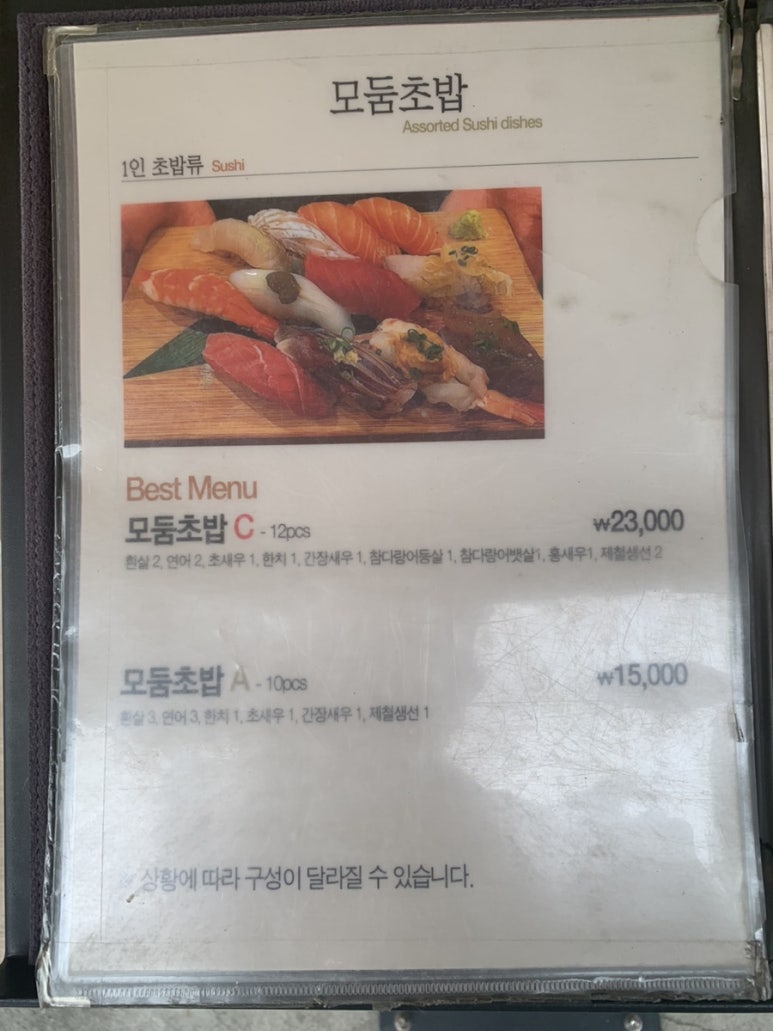 모둠초밥
Assorted Sushi dishes
1인 초밥류 Sushi
Best Menu
모둠초밥 C - 12pcs ₩23,000
흰살 2, 연어 2, 초새우 1, 한치 1, 간장새우 1, 참다랑어등살 1, 참다랑어뱃살1, 홍새우1, 제철생선 2
모둠초밥 A - 10pcs ₩15,000
흰살 3, 연어 3, 한치 1, 초새우 1, 간장새우 1, 제철생선 1
※ 상황에 따라 구성이 달라질 수 있습니다.